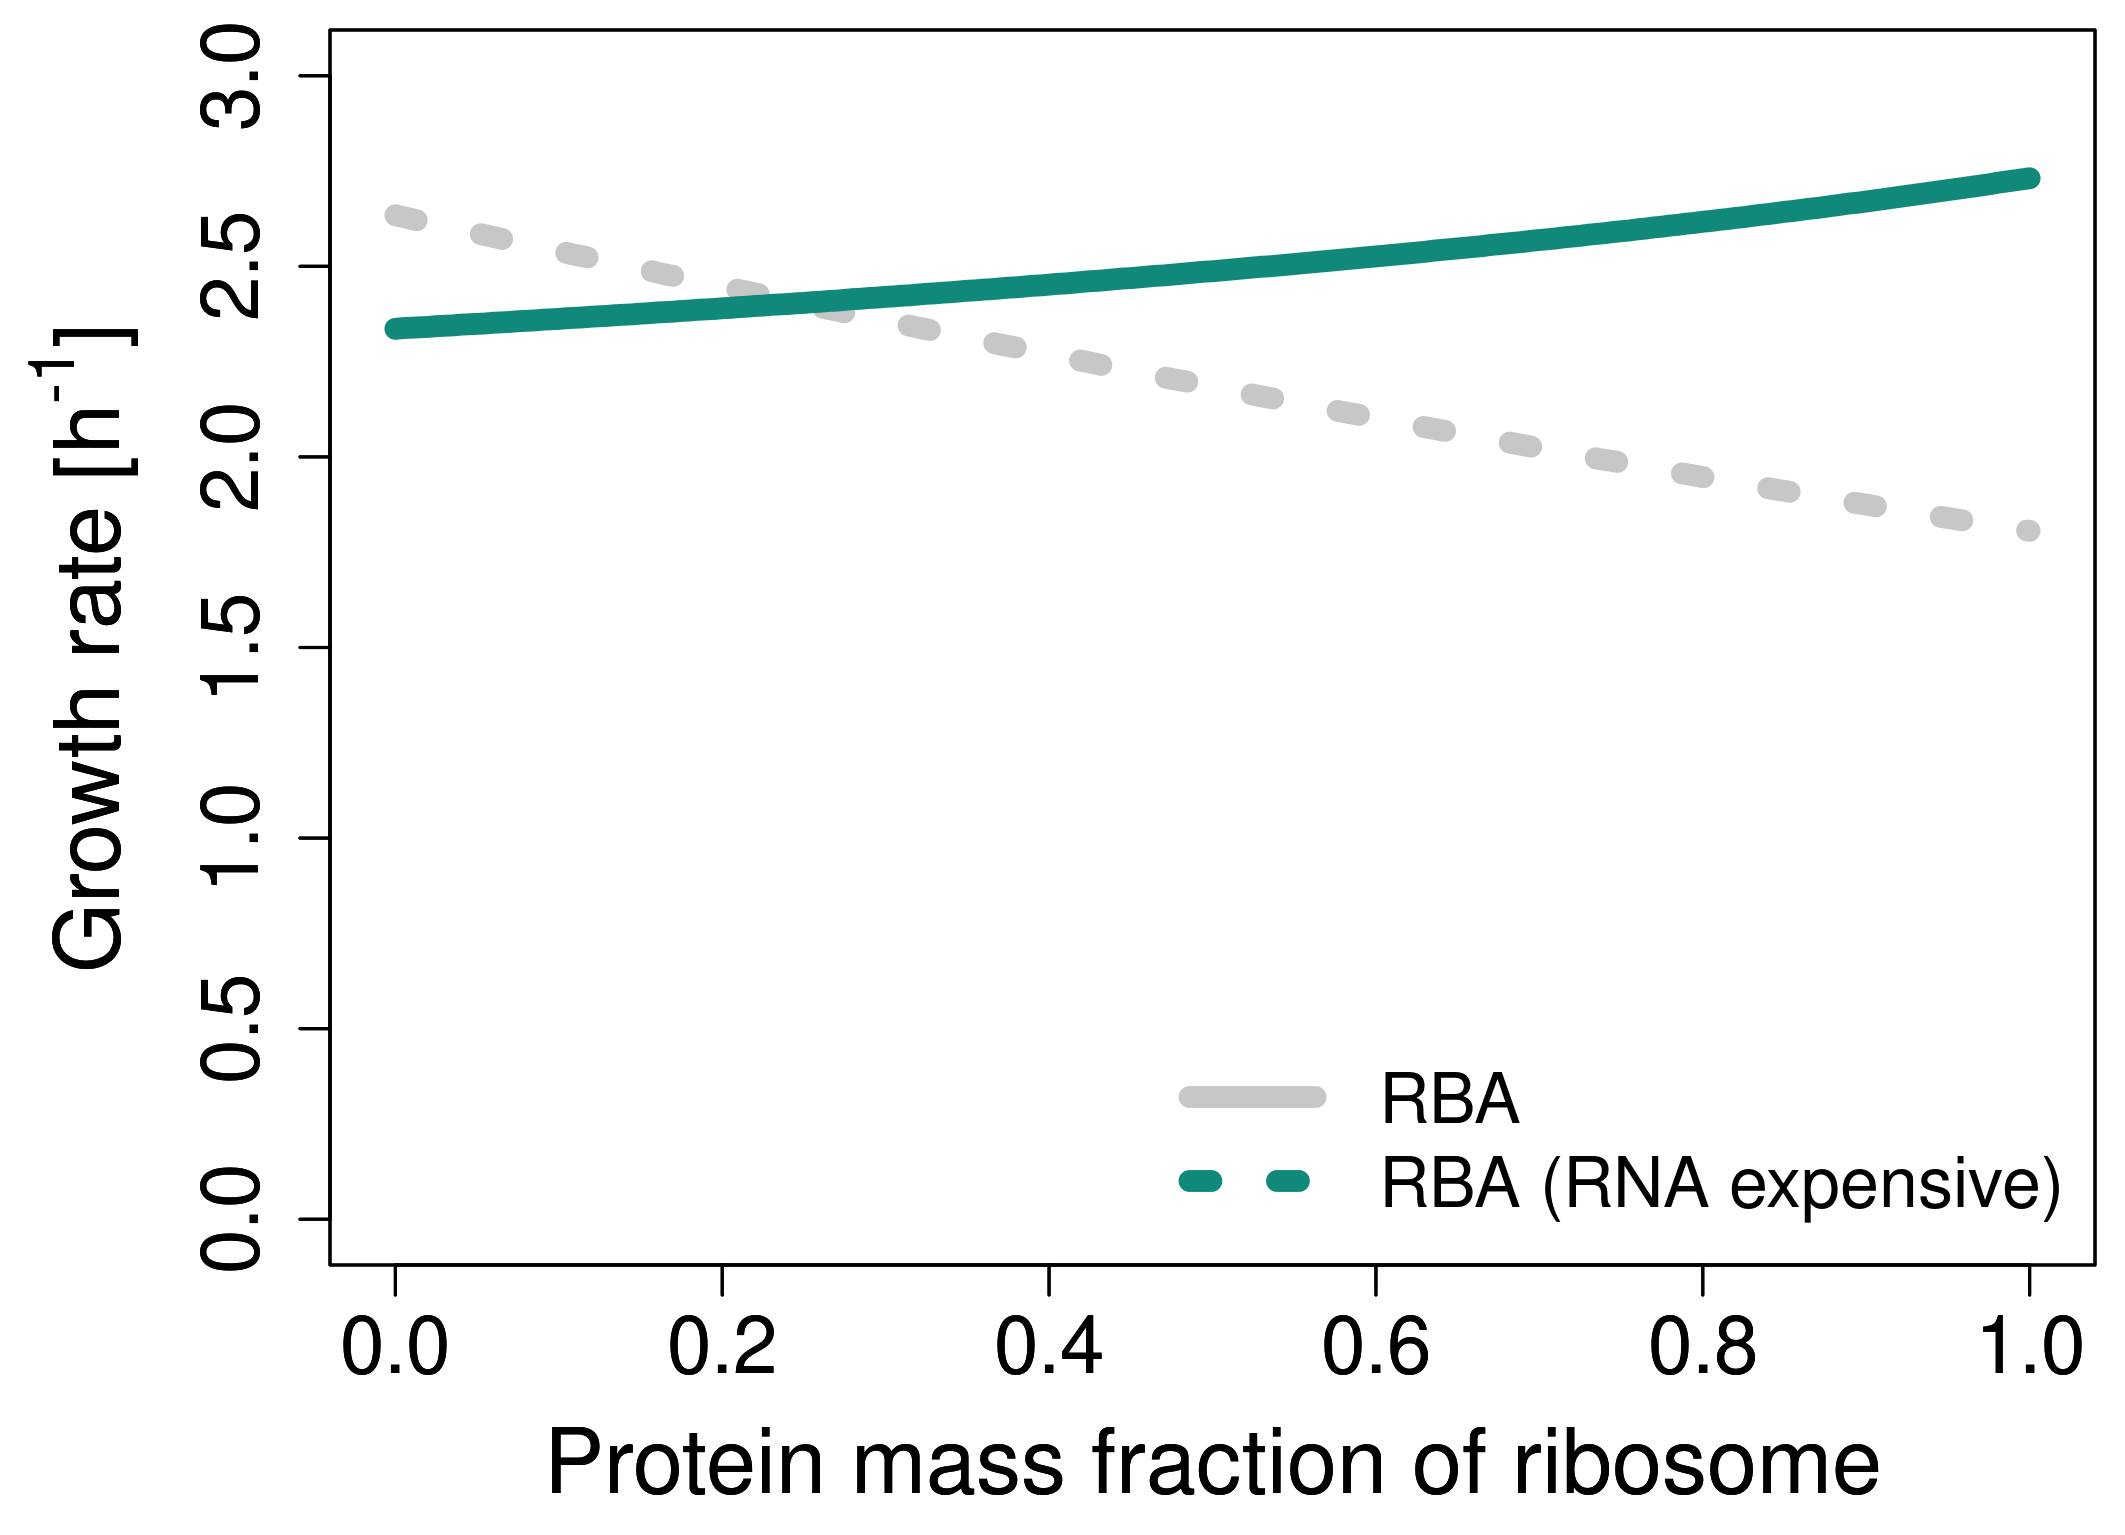 Growth rate [h⁻¹]
3.0
2.5
2.0
1.5
1.0
0.5
0.0
RBA
RBA (RNA expensive)
0.0 0.2 0.4 0.6 0.8 1.0
Protein mass fraction of ribosome